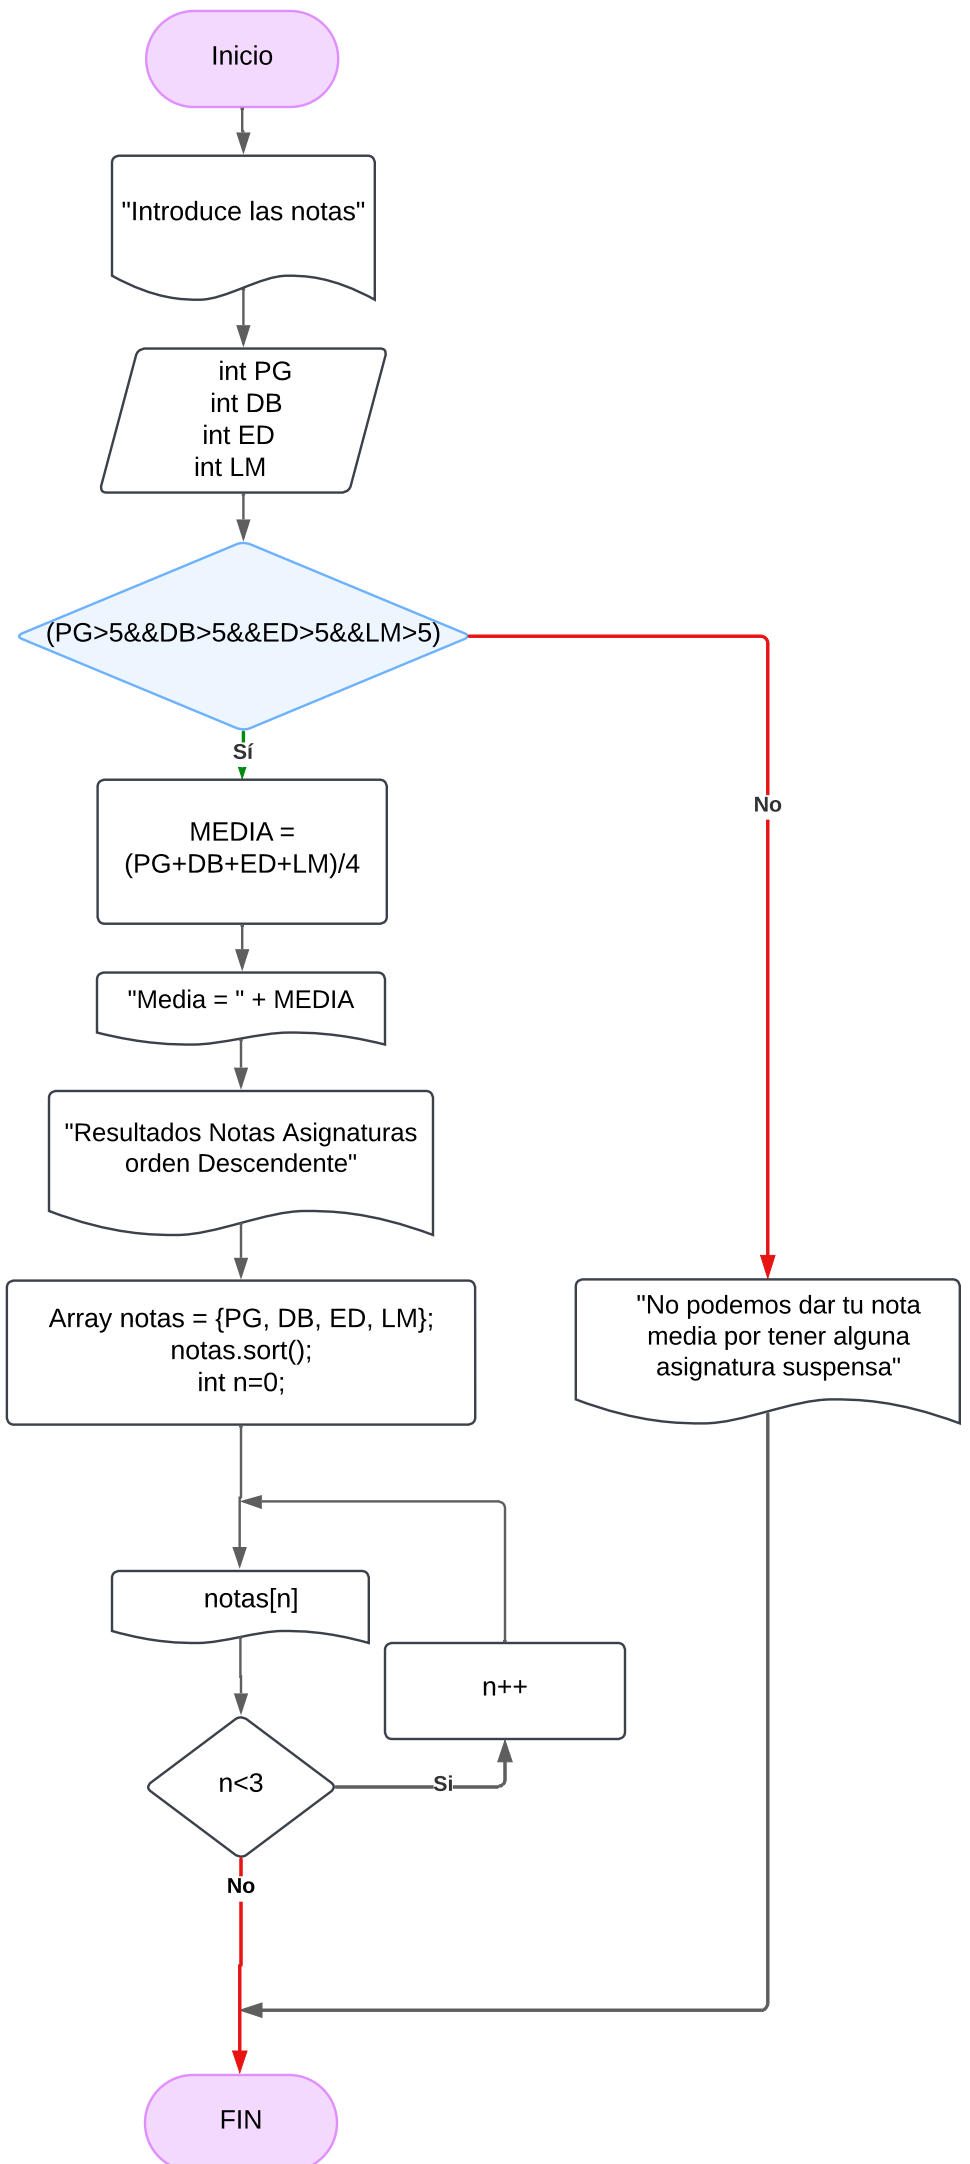 Inicio
"Introduce las notas"
int PG
int DB
int ED
int LM
(PG>5&&DB>5&&ED>5&&LM>5)
Sí
No
MEDIA =
(PG+DB+ED+LM)/4
"Media = " + MEDIA
"Resultados Notas Asignaturas
orden Descendente"
Array notas = {PG, DB, ED, LM};
notas.sort();
int n=0;
"No podemos dar tu nota
media por tener alguna
asignatura suspensa"
notas[n]
n++
n<3
Si
No
FIN